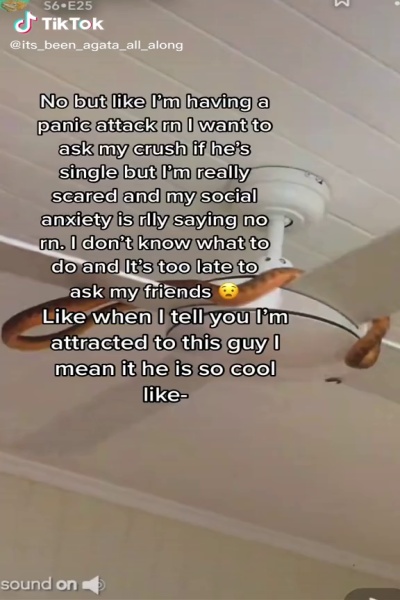 S6•E25
TikTok
@its_been_agata_all_along
No but like I'm having a
panic attack rn I want to
ask my crush if he's
single but I'm really
scared and my social
anxiety is rlly saying no
rn. I don't know what to
do and It's too late to
ask my friends 😧
Like when I tell you I'm
attracted to this guy I
mean it he is so cool
like-
sound on